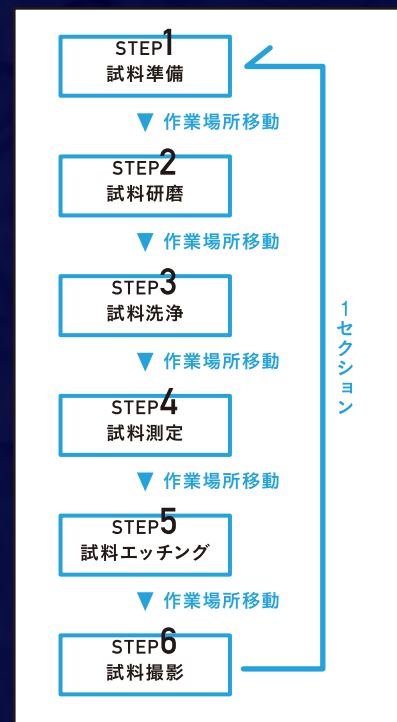 STEP1
試料準備
▼ 作業場所移動
STEP2
試料研磨
▼ 作業場所移動
STEP3
試料洗浄
▼ 作業場所移動
STEP4
試料測定
▼ 作業場所移動
STEP5
試料エッチング
▼ 作業場所移動
STEP6
試料撮影
1セクション